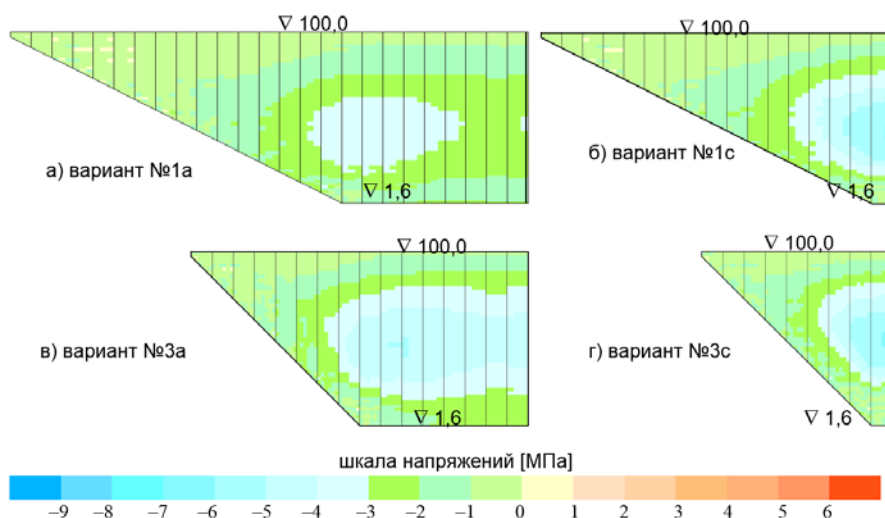 ∇ 100,0
∇ 100,0
а) вариант №1а
б) вариант №1с
∇ 1,6
∇ 1,6
∇ 100,0
∇ 100,0
в) вариант №3а
г) вариант №3с
∇ 1,6
∇ 1,6
шкала напряжений [МПа]
−9 −8 −7 −6 −5 −4 −3 −2 −1 0 1 2 3 4 5 6